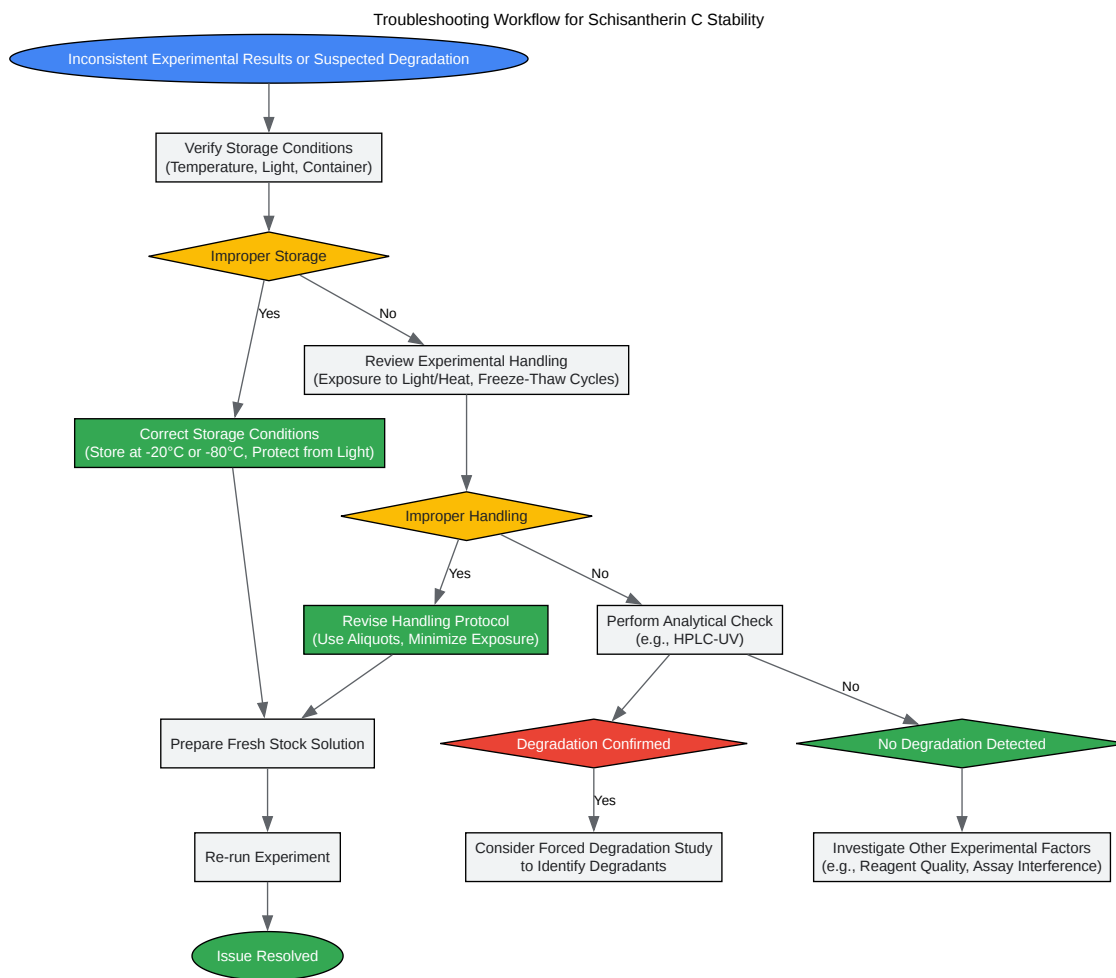 Troubleshooting Workflow for Schisantherin C Stability
Inconsistent Experimental Results or Suspected Degradation
Verify Storage Conditions
(Temperature, Light, Container)
Improper Storage
Yes
No
Review Experimental Handling
(Exposure to Light/Heat, Freeze-Thaw Cycles)
Correct Storage Conditions
(Store at -20°C or -80°C, Protect from Light)
Improper Handling
Yes
No
Revise Handling Protocol
(Use Aliquots, Minimize Exposure)
Perform Analytical Check
(e.g., HPLC-UV)
No
Prepare Fresh Stock Solution
Degradation Confirmed
No Degradation Detected
Yes
Re-run Experiment
Consider Forced Degradation Study
to Identify Degradants
Investigate Other Experimental Factors
(e.g., Reagent Quality, Assay Interference)
Issue Resolved